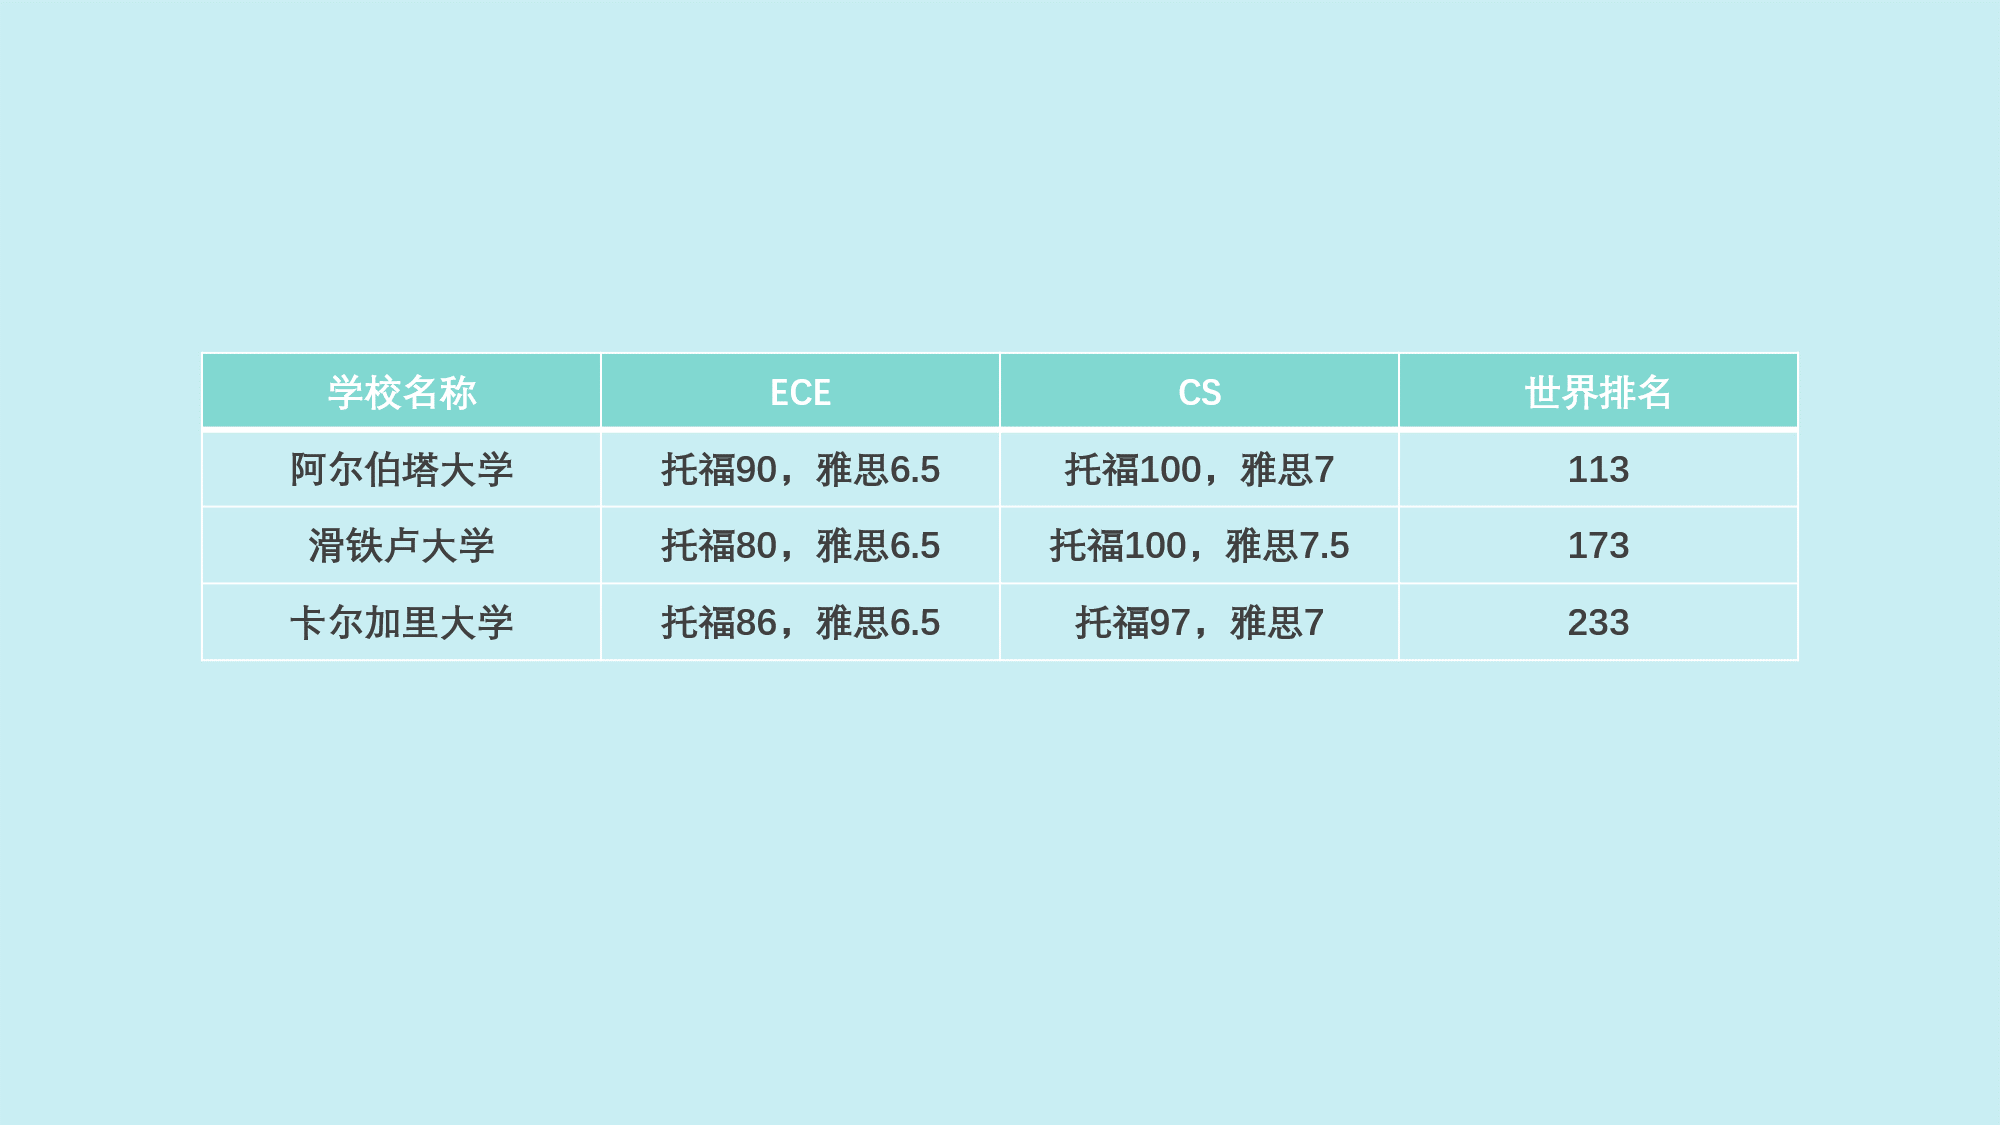 学校名称 ECE CS 世界排名
阿尔伯塔大学 托福90，雅思6.5 托福100，雅思7 113
滑铁卢大学 托福80，雅思6.5 托福100，雅思7.5 173
卡尔加里大学 托福86，雅思6.5 托福97，雅思7 233